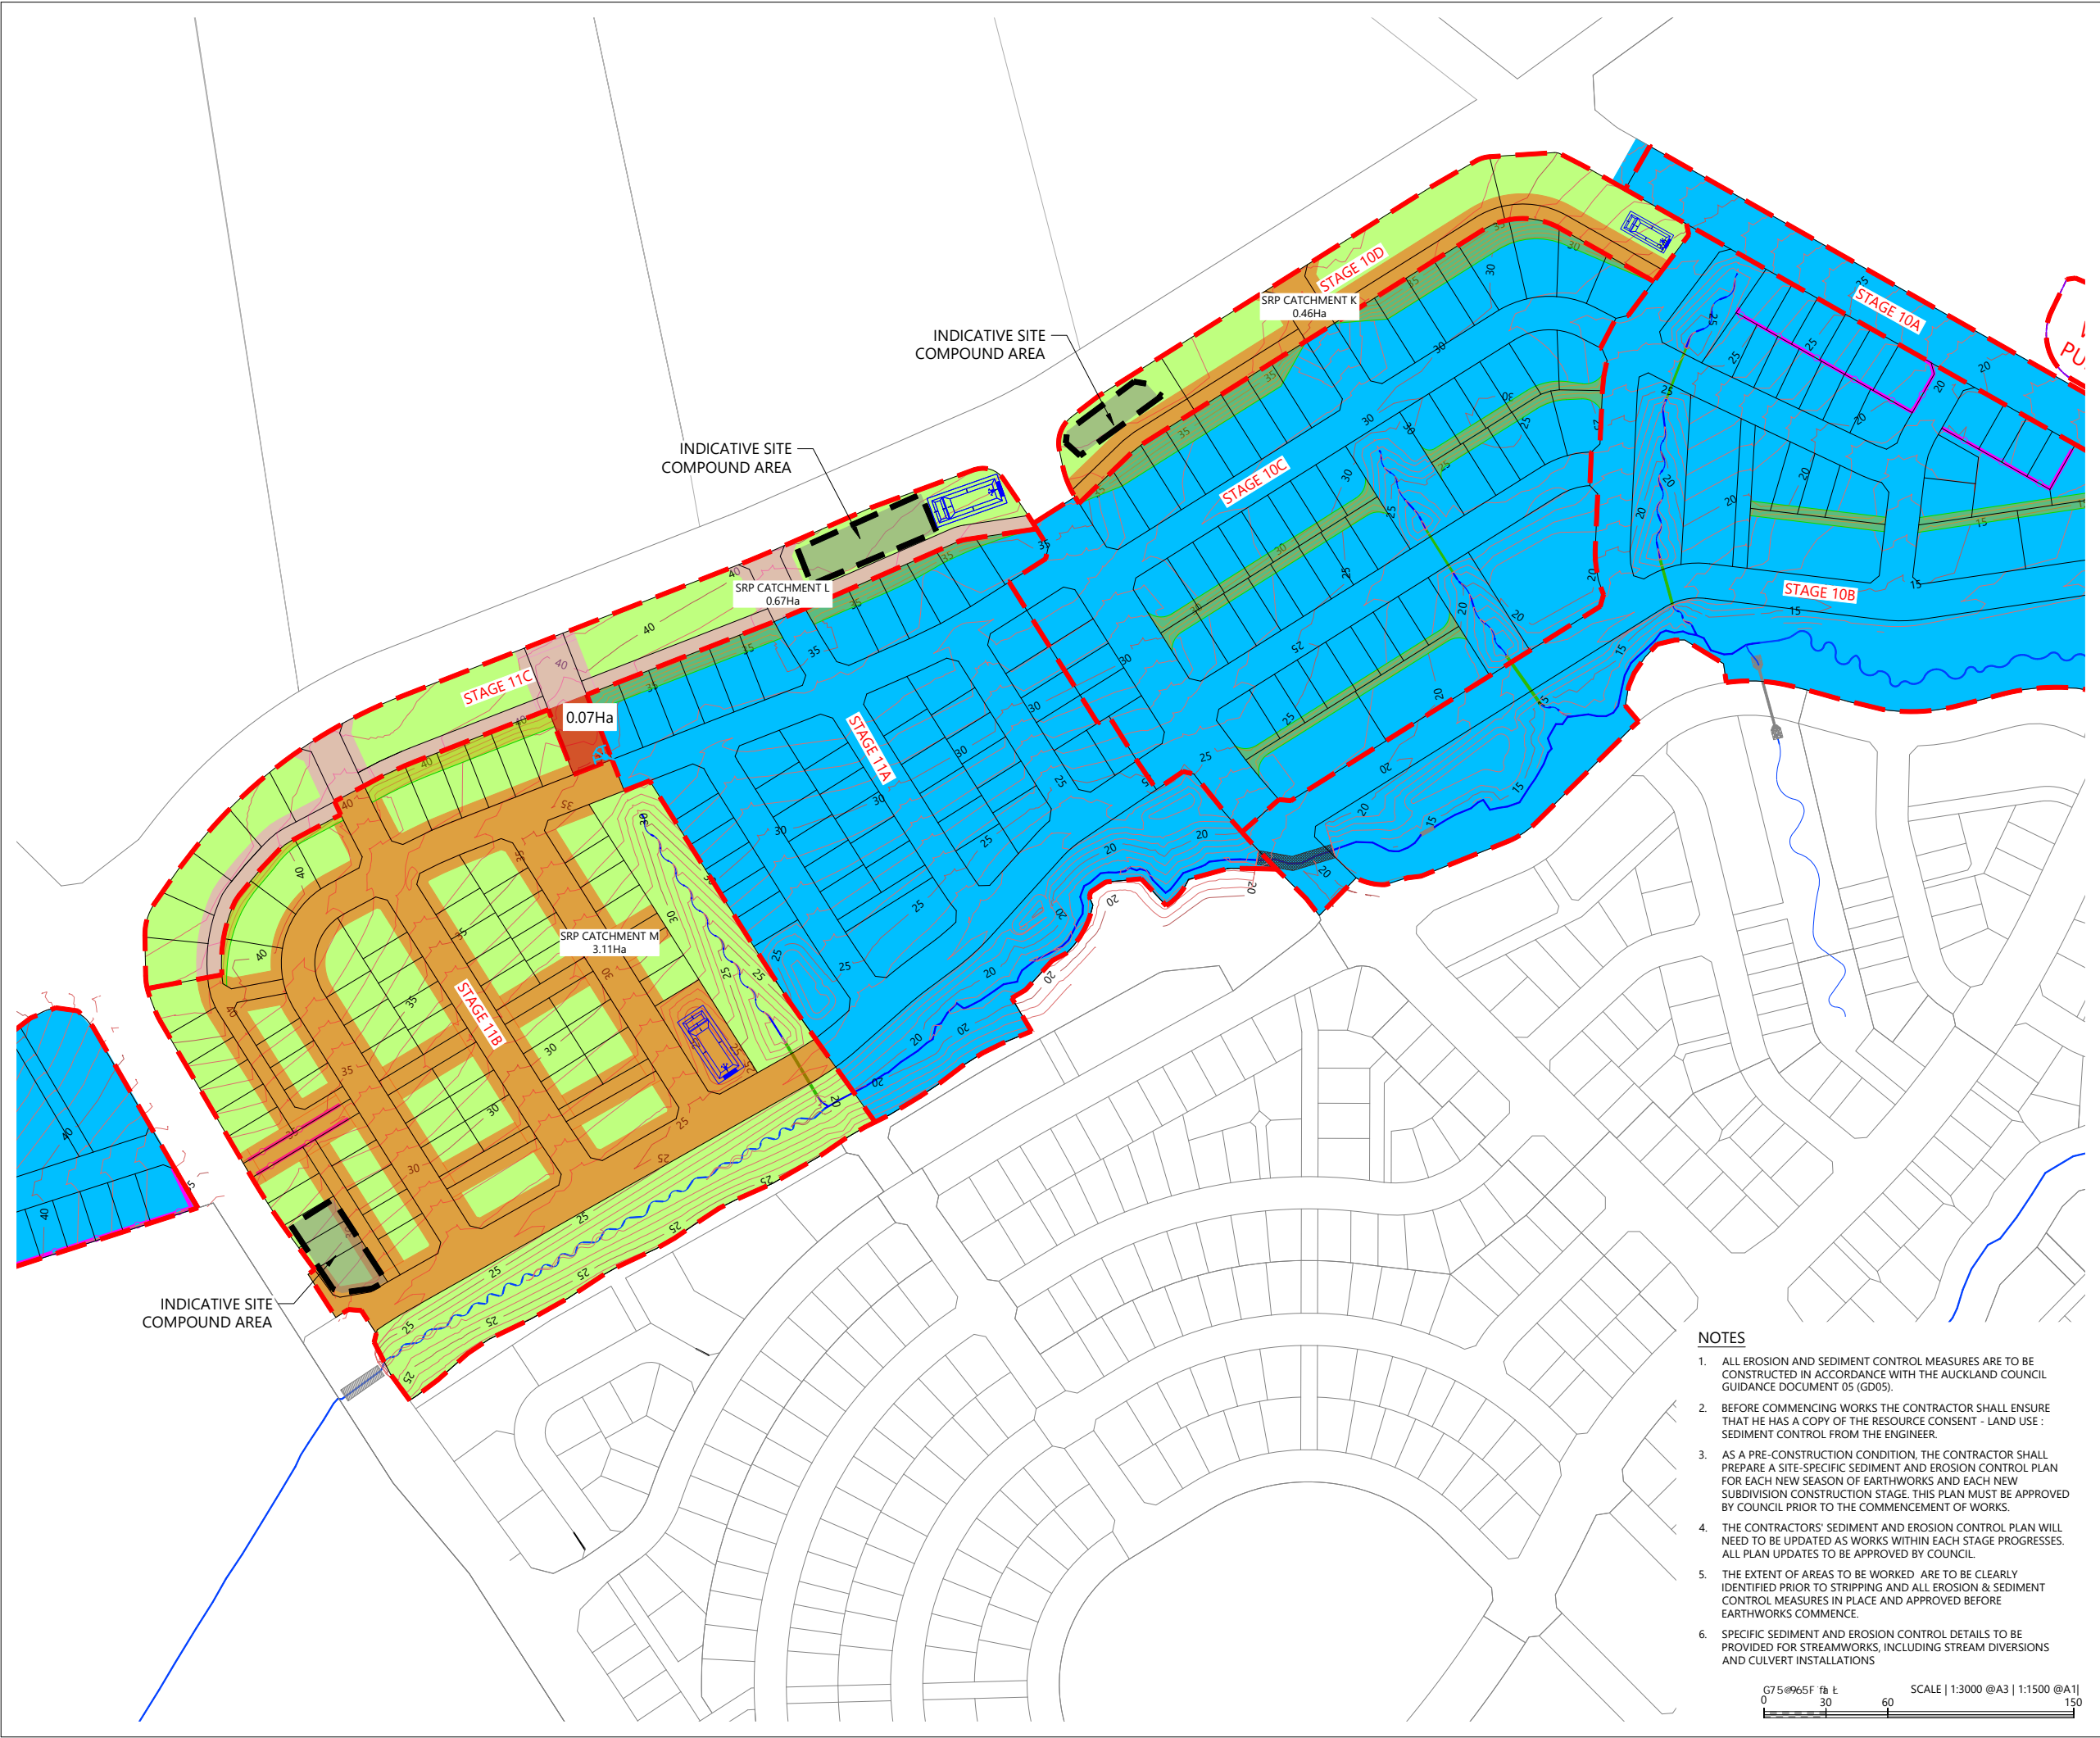 STAGE 10D
SRP CATCHMENT K
0.46Ha
INDICATIVE SITE
COMPOUND AREA
STAGE 10A
PU
INDICATIVE SITE
COMPOUND AREA
STAGE 10C
SRP CATCHMENT L
0.67Ha
STAGE 10B
STAGE 11C
0.07Ha
STAGE 11A
SRP CATCHMENT M
3.11Ha
STAGE 11B
INDICATIVE SITE
COMPOUND AREA
NOTES
1. ALL EROSION AND SEDIMENT CONTROL MEASURES ARE TO BE
CONSTRUCTED IN ACCORDANCE WITH THE AUCKLAND COUNCIL
GUIDANCE DOCUMENT 05 (GD05).
2. BEFORE COMMENCING WORKS THE CONTRACTOR SHALL ENSURE
THAT HE HAS A COPY OF THE RESOURCE CONSENT - LAND USE :
SEDIMENT CONTROL FROM THE ENGINEER.
3. AS A PRE-CONSTRUCTION CONDITION, THE CONTRACTOR SHALL
PREPARE A SITE-SPECIFIC SEDIMENT AND EROSION CONTROL PLAN
FOR EACH NEW SEASON OF EARTHWORKS AND EACH NEW
SUBDIVISION CONSTRUCTION STAGE. THIS PLAN MUST BE APPROVED
BY COUNCIL PRIOR TO THE COMMENCEMENT OF WORKS.
4. THE CONTRACTORS' SEDIMENT AND EROSION CONTROL PLAN WILL
NEED TO BE UPDATED AS WORKS WITHIN EACH STAGE PROGRESSES.
ALL PLAN UPDATES TO BE APPROVED BY COUNCIL.
5. THE EXTENT OF AREAS TO BE WORKED ARE TO BE CLEARLY
IDENTIFIED PRIOR TO STRIPPING AND ALL EROSION & SEDIMENT
CONTROL MEASURES IN PLACE AND APPROVED BEFORE
EARTHWORKS COMMENCE.
6. SPECIFIC SEDIMENT AND EROSION CONTROL DETAILS TO BE
PROVIDED FOR STREAMWORKS, INCLUDING STREAM DIVERSIONS
AND CULVERT INSTALLATIONS
SCALE | 1:3000 @A3 | 1:1500 @A1|
0 30 60 150